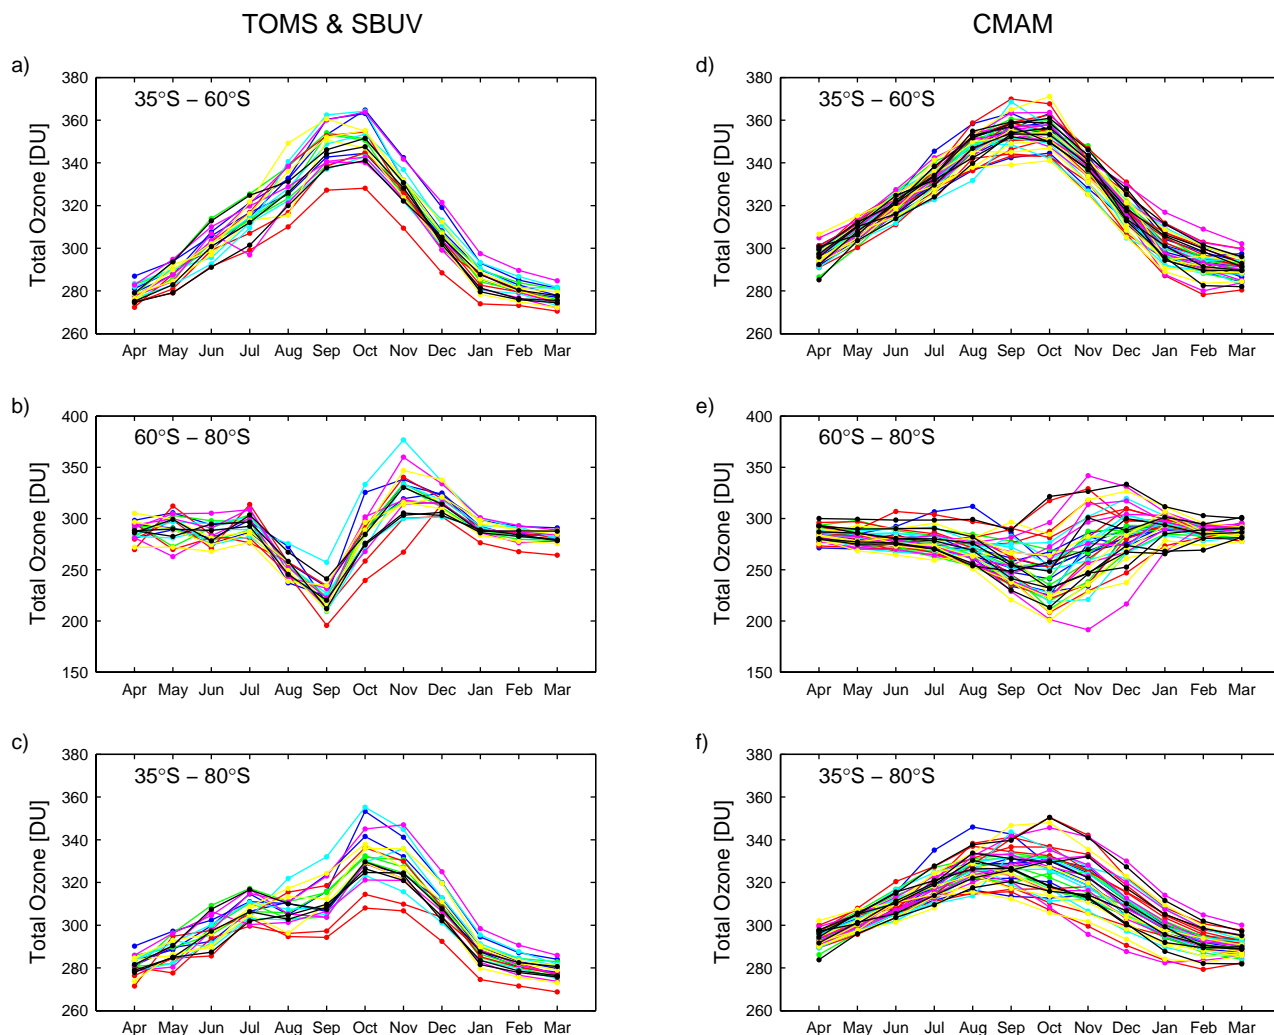 TOMS & SBUV
CMAM
a)
35°S − 60°S
Total Ozone [DU]
380
360
340
320
300
280
260
Apr May Jun Jul Aug Sep Oct Nov Dec Jan Feb Mar
d)
35°S − 60°S
Total Ozone [DU]
380
360
340
320
300
280
260
Apr May Jun Jul Aug Sep Oct Nov Dec Jan Feb Mar
b)
60°S − 80°S
Total Ozone [DU]
400
350
300
250
200
150
Apr May Jun Jul Aug Sep Oct Nov Dec Jan Feb Mar
e)
60°S − 80°S
Total Ozone [DU]
400
350
300
250
200
150
Apr May Jun Jul Aug Sep Oct Nov Dec Jan Feb Mar
c)
35°S − 80°S
Total Ozone [DU]
380
360
340
320
300
280
260
Apr May Jun Jul Aug Sep Oct Nov Dec Jan Feb Mar
f)
35°S − 80°S
Total Ozone [DU]
380
360
340
320
300
280
260
Apr May Jun Jul Aug Sep Oct Nov Dec Jan Feb Mar